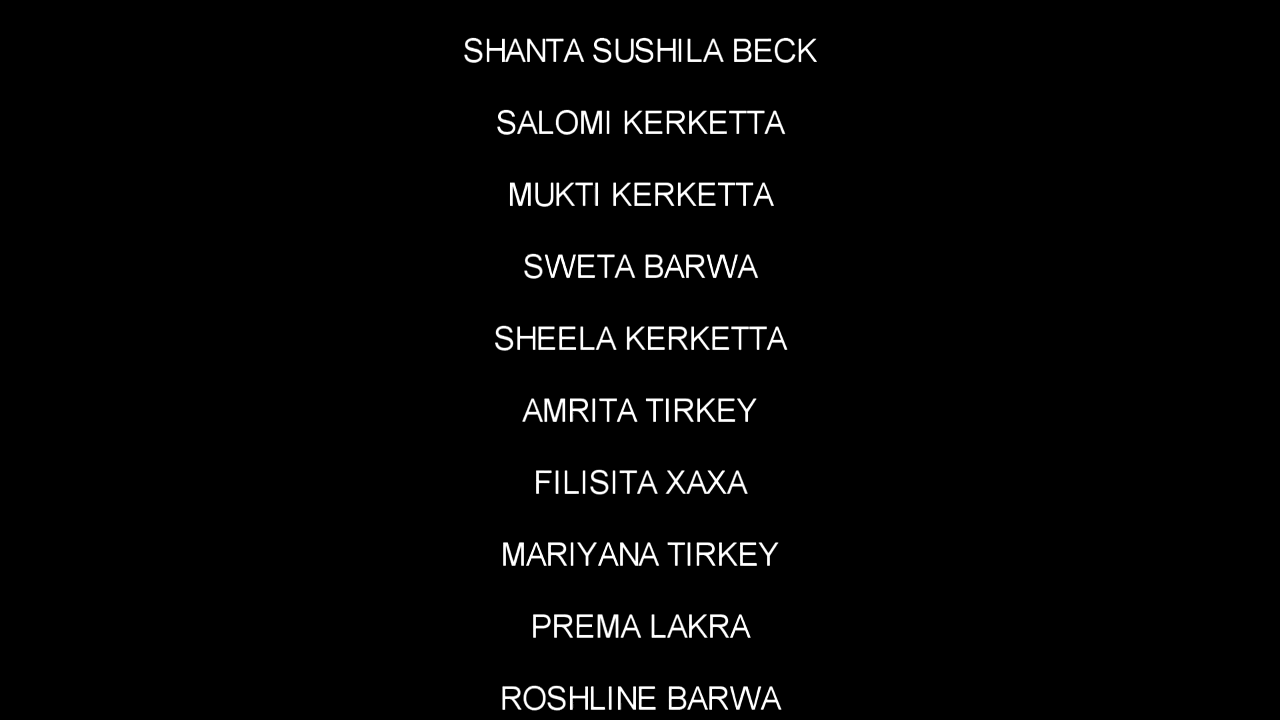 SHANTA SUSHILA BECK
SALOMI KERKETTA
MUKTI KERKETTA
SWETA BARWA
SHEELA KERKETTA
AMRITA TIRKEY
FILISITA XAXA
MARIYANA TIRKEY
PREMA LAKRA
ROSHLINE BARWA